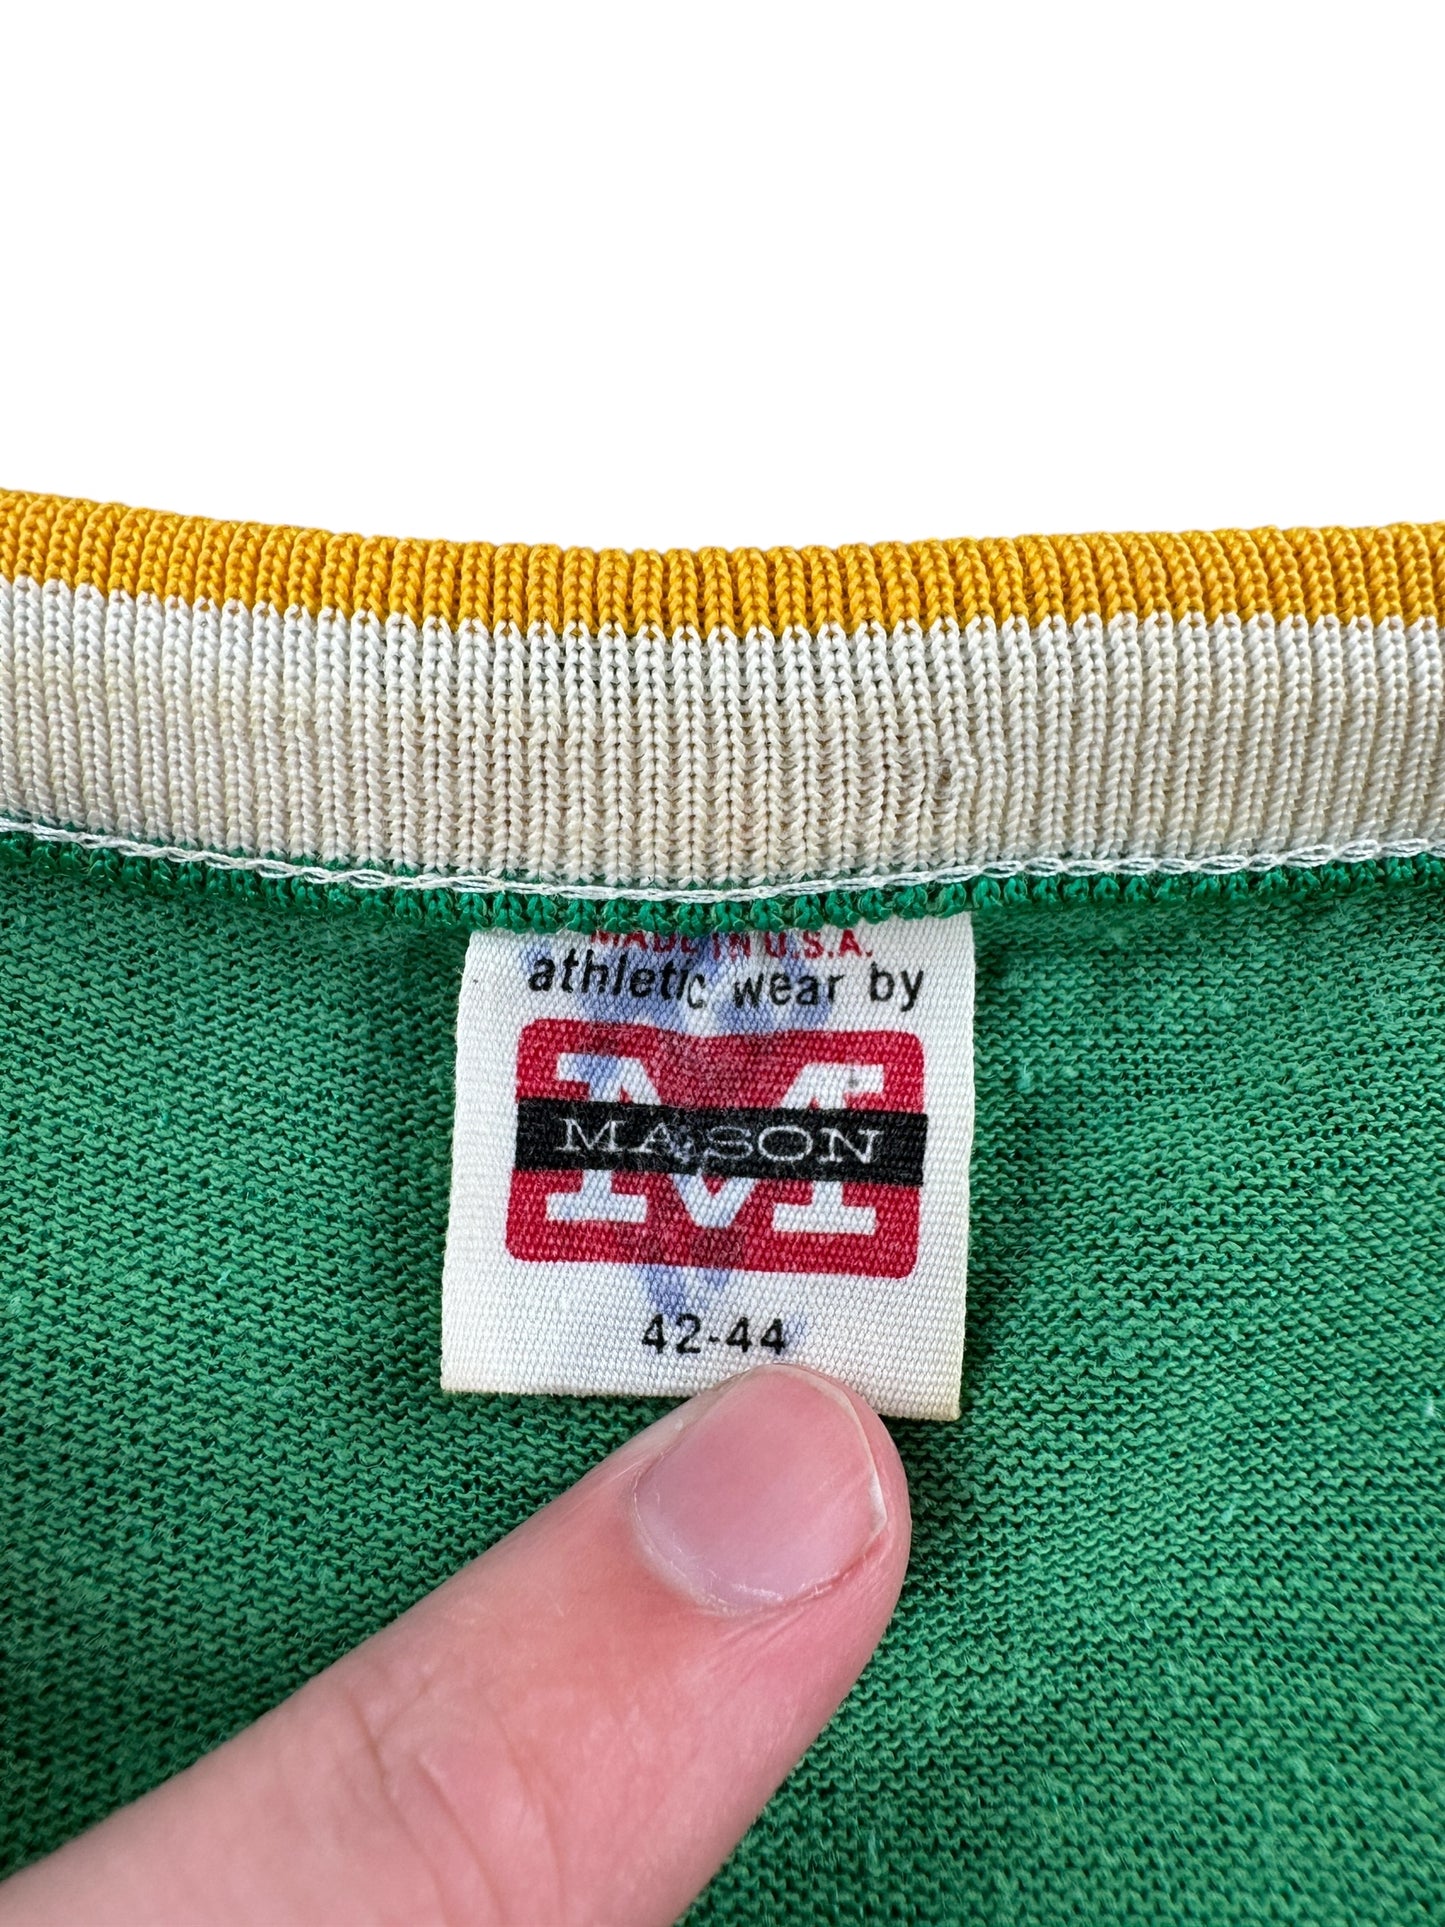 MADE IN U.S.A.
athletic wear by
M
MASON
42-44